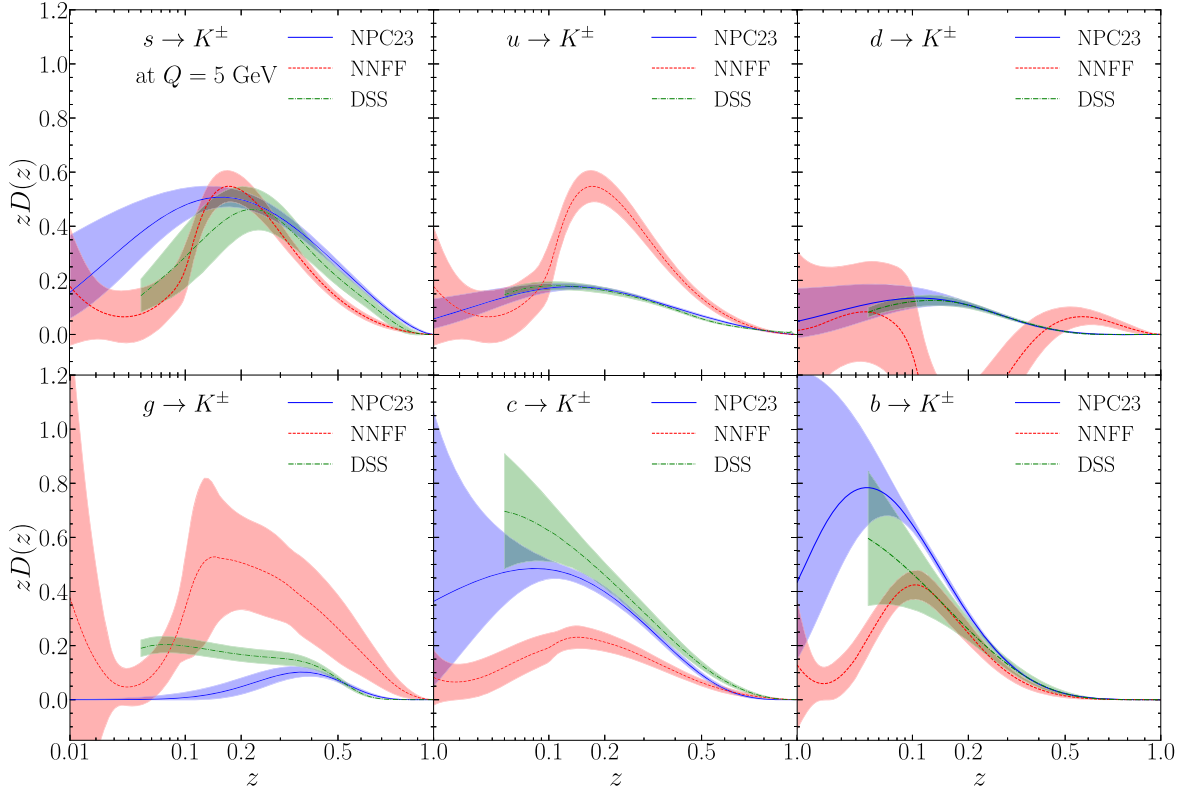 1.2
1.0
0.8
0.6
0.4
0.2
0.0
zD(z)
s → K±
at Q = 5 GeV
NPC23
NNFF
DSS
u → K±
NPC23
NNFF
DSS
d → K±
NPC23
NNFF
DSS
1.2
1.0
0.8
0.6
0.4
0.2
0.0
zD(z)
g → K±
NPC23
NNFF
DSS
c → K±
NPC23
NNFF
DSS
b → K±
NPC23
NNFF
DSS
0.01 0.1 0.2 0.5 1.0 0.1 0.2 0.5 1.0 0.1 0.2 0.5 1.0
z z z